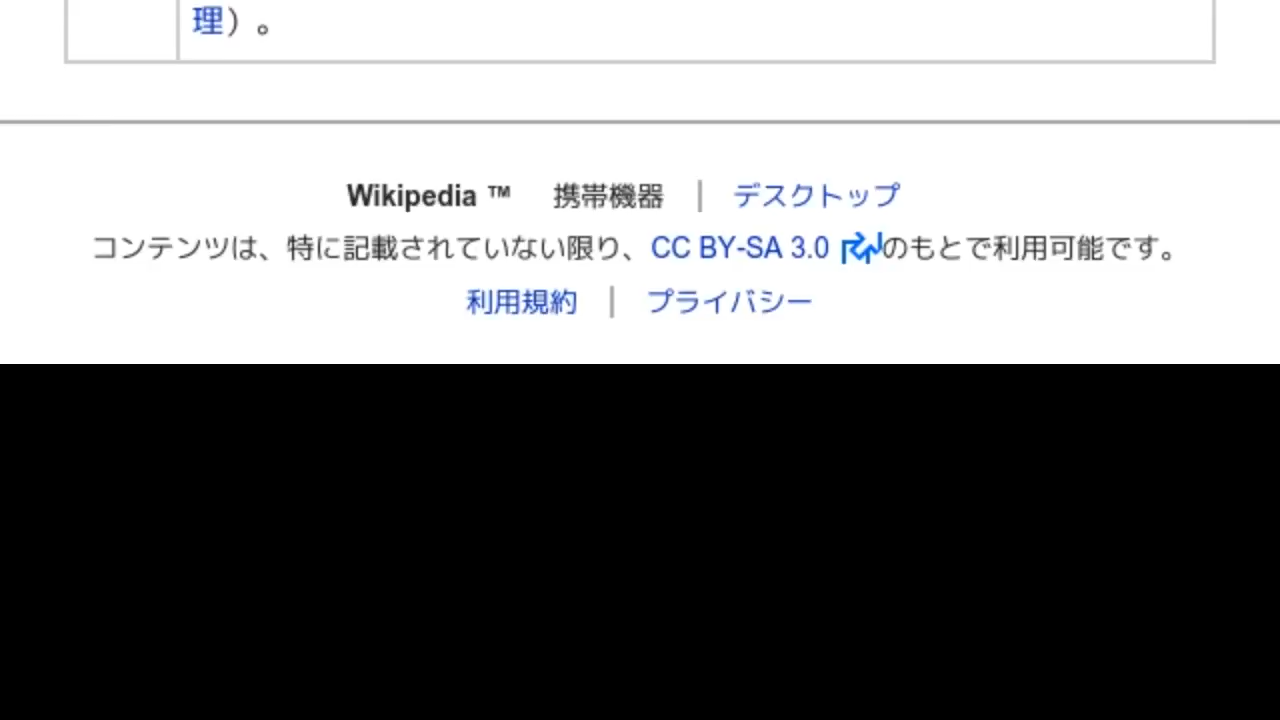 理）。
Wikipedia ™ 携帯機器 | デスクトップ
コンテンツは、特に記載されていない限り、CC BY-SA 3.0 のもとで利用可能です。
利用規約 | プライバシー